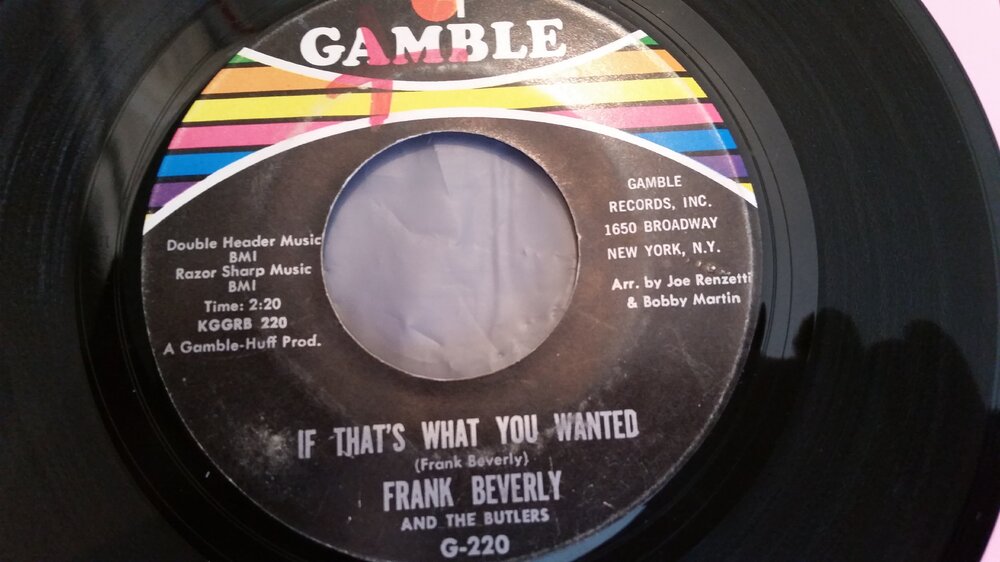 GAMBLE
Double Header Music
BMI
Razor Sharp Music
BMI
Time: 2:20
KGGRB 220
A Gamble-Huff Prod.
GAMBLE
RECORDS, INC.
1650 BROADWAY
NEW YORK, N.Y.
Arr. by Joe Renzetti
& Bobby Martin
IF THAT'S WHAT YOU WANTED
(Frank Beverly)
FRANK BEVERLY
AND THE BUTLERS
G-220